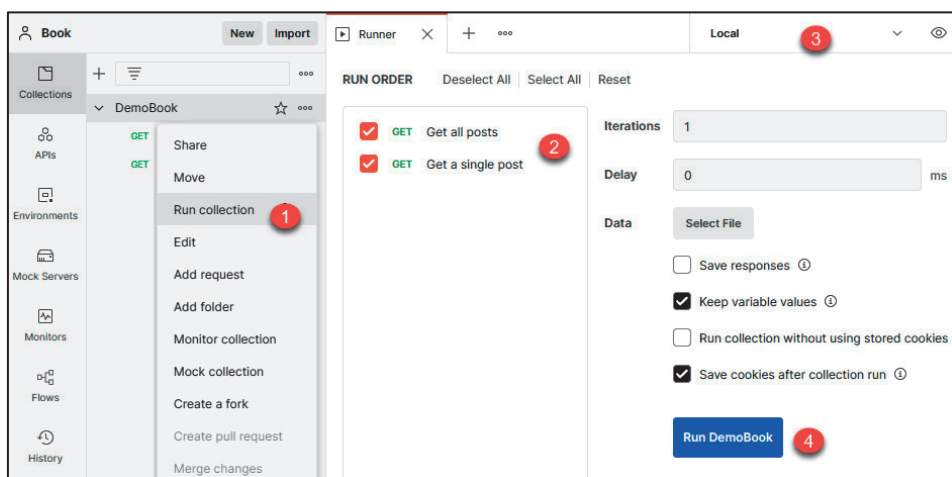 Book
New
Import
Collections
APIs
Environments
Mock Servers
Monitors
Flows
History
DemoBook
GET
GET
Share
Move
Run collection
1
Edit
Add request
Add folder
Monitor collection
Mock collection
Create a fork
Create pull request
Merge changes
Runner
Local
3
RUN ORDER
Deselect All
Select All
Reset
GET Get all posts
2
GET Get a single post
Iterations
1
Delay
0
ms
Data
Select File
Save responses
Keep variable values
Run collection without using stored cookies
Save cookies after collection run
Run DemoBook
4